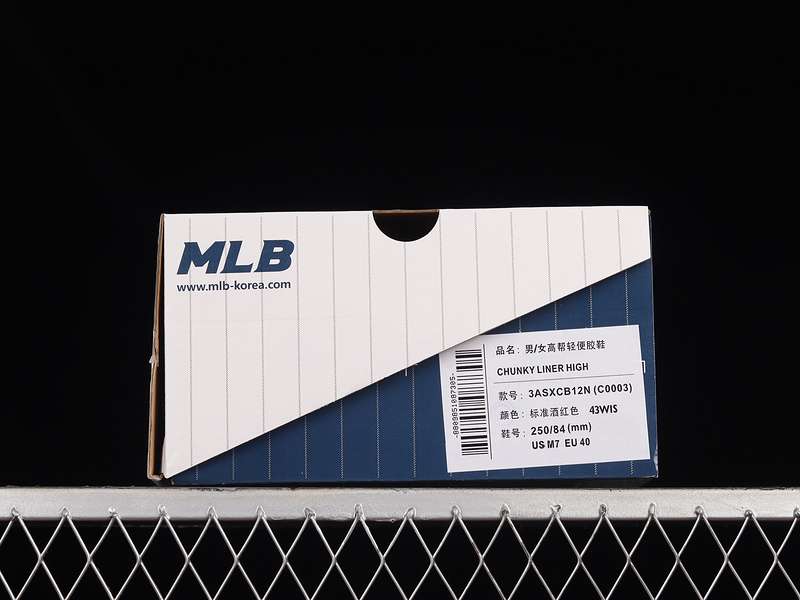 MLB
www.mlb-korea.com
品名：男/女高帮轻便胶鞋
CHUNKY LINER HIGH
款号：3ASXCB12N (C0003)
颜色：标准酒红色 43WIS
鞋号：250/84 (mm)
US M7 EU 40